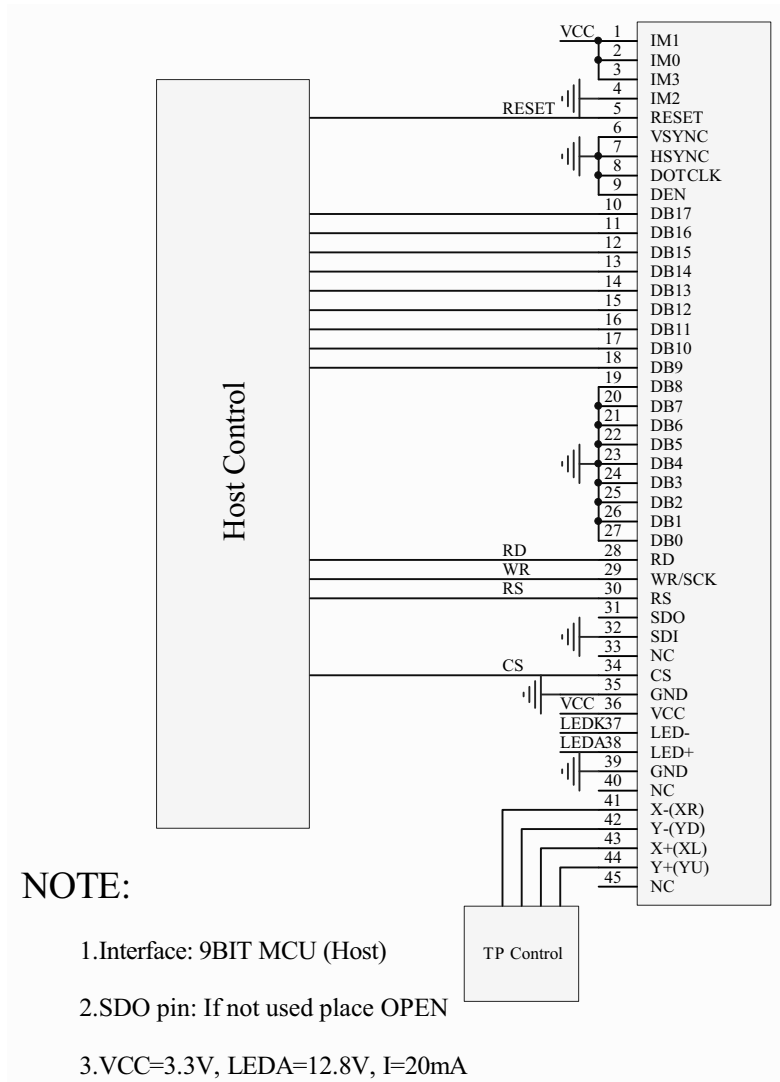 VCC 1 IM1
2 IM0
3 IM3
4 IM2
RESET 5 RESET
6 VSYNC
7 HSYNC
8 DOTCLK
9 DEN
10 DB17
11 DB16
12 DB15
13 DB14
14 DB13
15 DB12
16 DB11
17 DB10
18 DB9
19 DB8
20 DB7
21 DB6
22 DB5
23 DB4
24 DB3
25 DB2
26 DB1
27 DB0
Host Control
RD 28 RD
WR 29 WR/SCK
RS 30 RS
31 SDO
32 SDI
33 NC
CS 34 CS
35 GND
VCC 36 VCC
LEDK37 LED-
LEDA38 LED+
39 GND
40 NC
41 X-(XR)
42 Y-(YD)
43 X+(XL)
44 Y+(YU)
45 NC
TP Control
NOTE:
1.Interface: 9BIT MCU (Host)
2.SDO pin: If not used place OPEN
3.VCC=3.3V, LEDA=12.8V, I=20mA